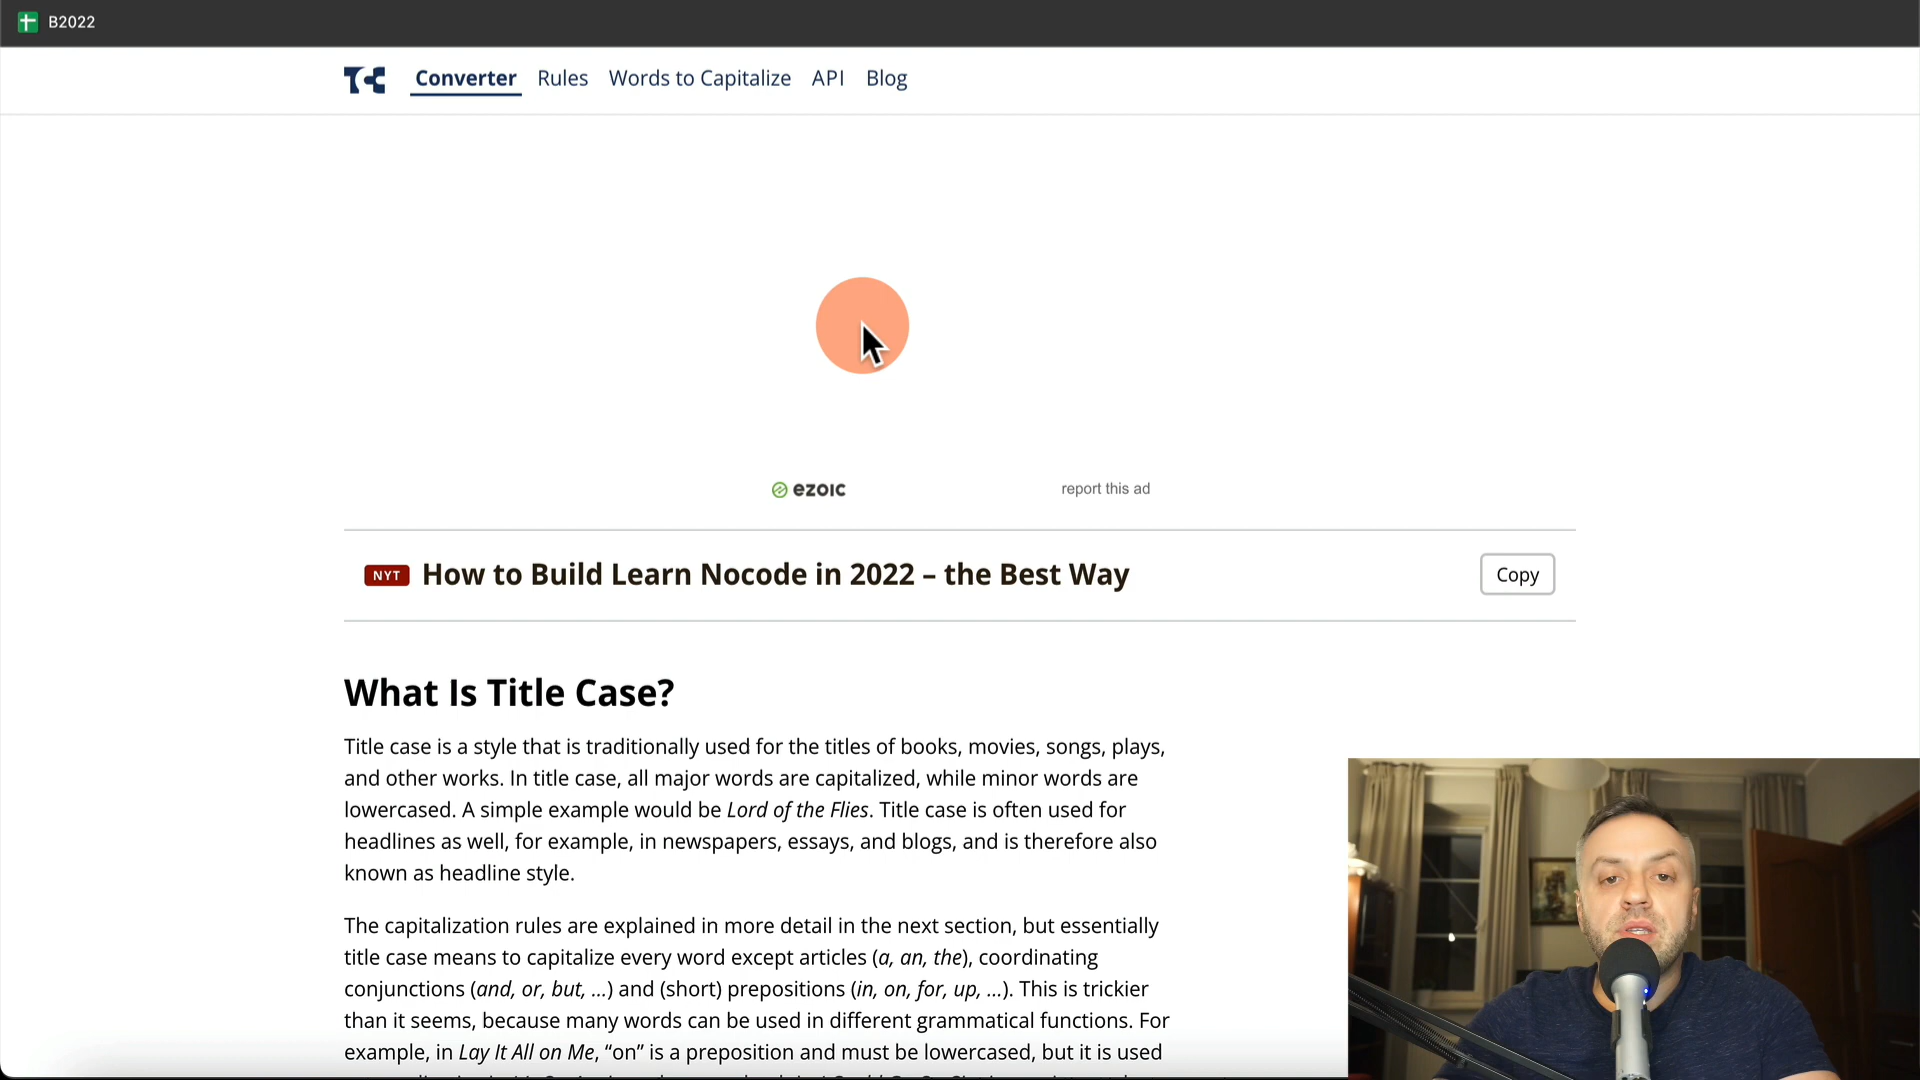 B2022
TC Converter Rules Words to Capitalize API Blog
ezoic report this ad
NYT How to Build Learn Nocode in 2022 – the Best Way Copy
What Is Title Case?
Title case is a style that is traditionally used for the titles of books, movies, songs, plays,
and other works. In title case, all major words are capitalized, while minor words are
lowercased. A simple example would be Lord of the Flies. Title case is often used for
headlines as well, for example, in newspapers, essays, and blogs, and is therefore also
known as headline style.
The capitalization rules are explained in more detail in the next section, but essentially
title case means to capitalize every word except articles (a, an, the), coordinating
conjunctions (and, or, but, ...) and (short) prepositions (in, on, for, up, ...). This is trickier
than it seems, because many words can be used in different grammatical functions. For
example, in Lay It All on Me, “on” is a preposition and must be lowercased, but it is used